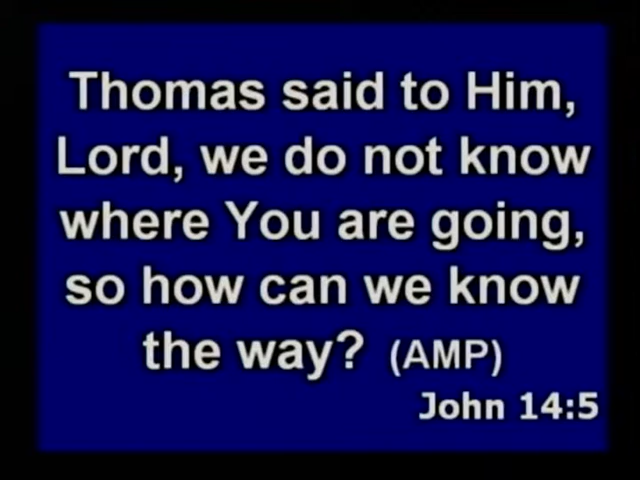 Thomas said to Him,
Lord, we do not know
where You are going,
so how can we know
the way? (AMP)
John 14:5